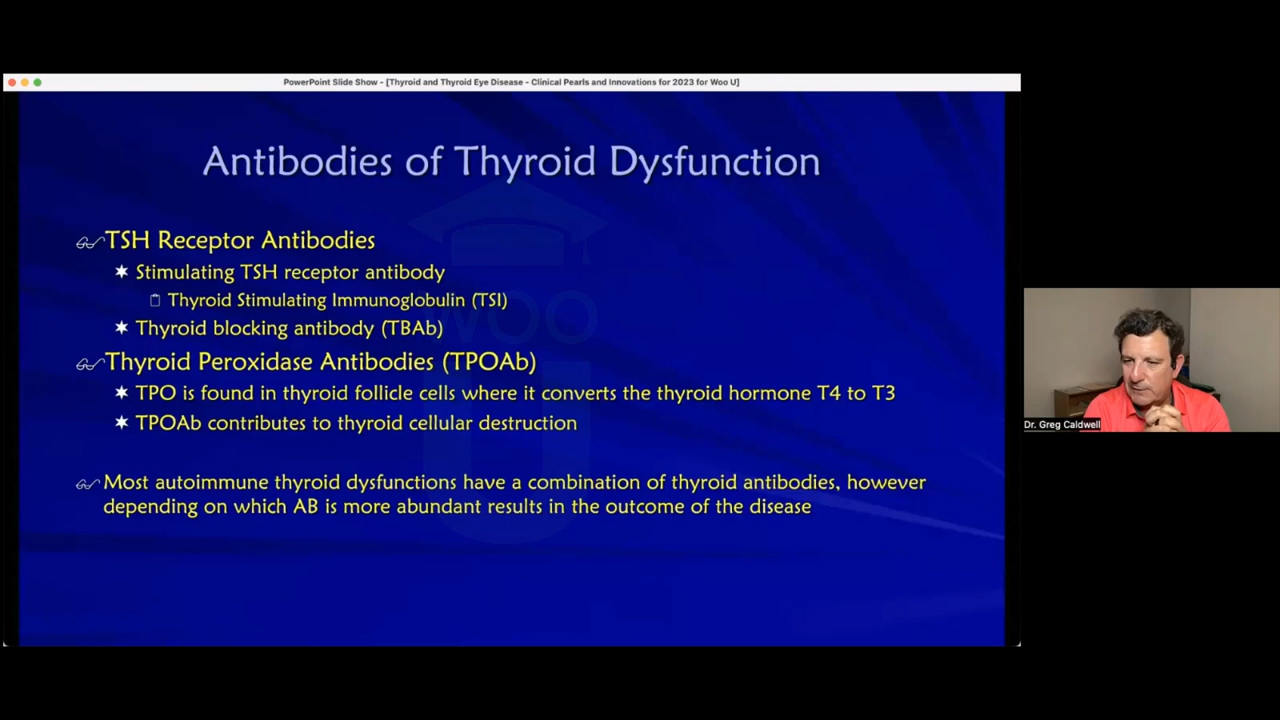 PowerPoint Slide Show - [Thyroid and Thyroid Eye Disease - Clinical Pearls and Innovations for 2023 for Woo U]
Antibodies of Thyroid Dysfunction
TSH Receptor Antibodies
Stimulating TSH receptor antibody
Thyroid Stimulating Immunoglobulin (TSI)
Thyroid blocking antibody (TBAb)
Thyroid Peroxidase Antibodies (TPOAb)
TPO is found in thyroid follicle cells where it converts the thyroid hormone T4 to T3
TPOAb contributes to thyroid cellular destruction
Most autoimmune thyroid dysfunctions have a combination of thyroid antibodies, however
depending on which AB is more abundant results in the outcome of the disease
WOO
U
Dr. Greg Caldwell